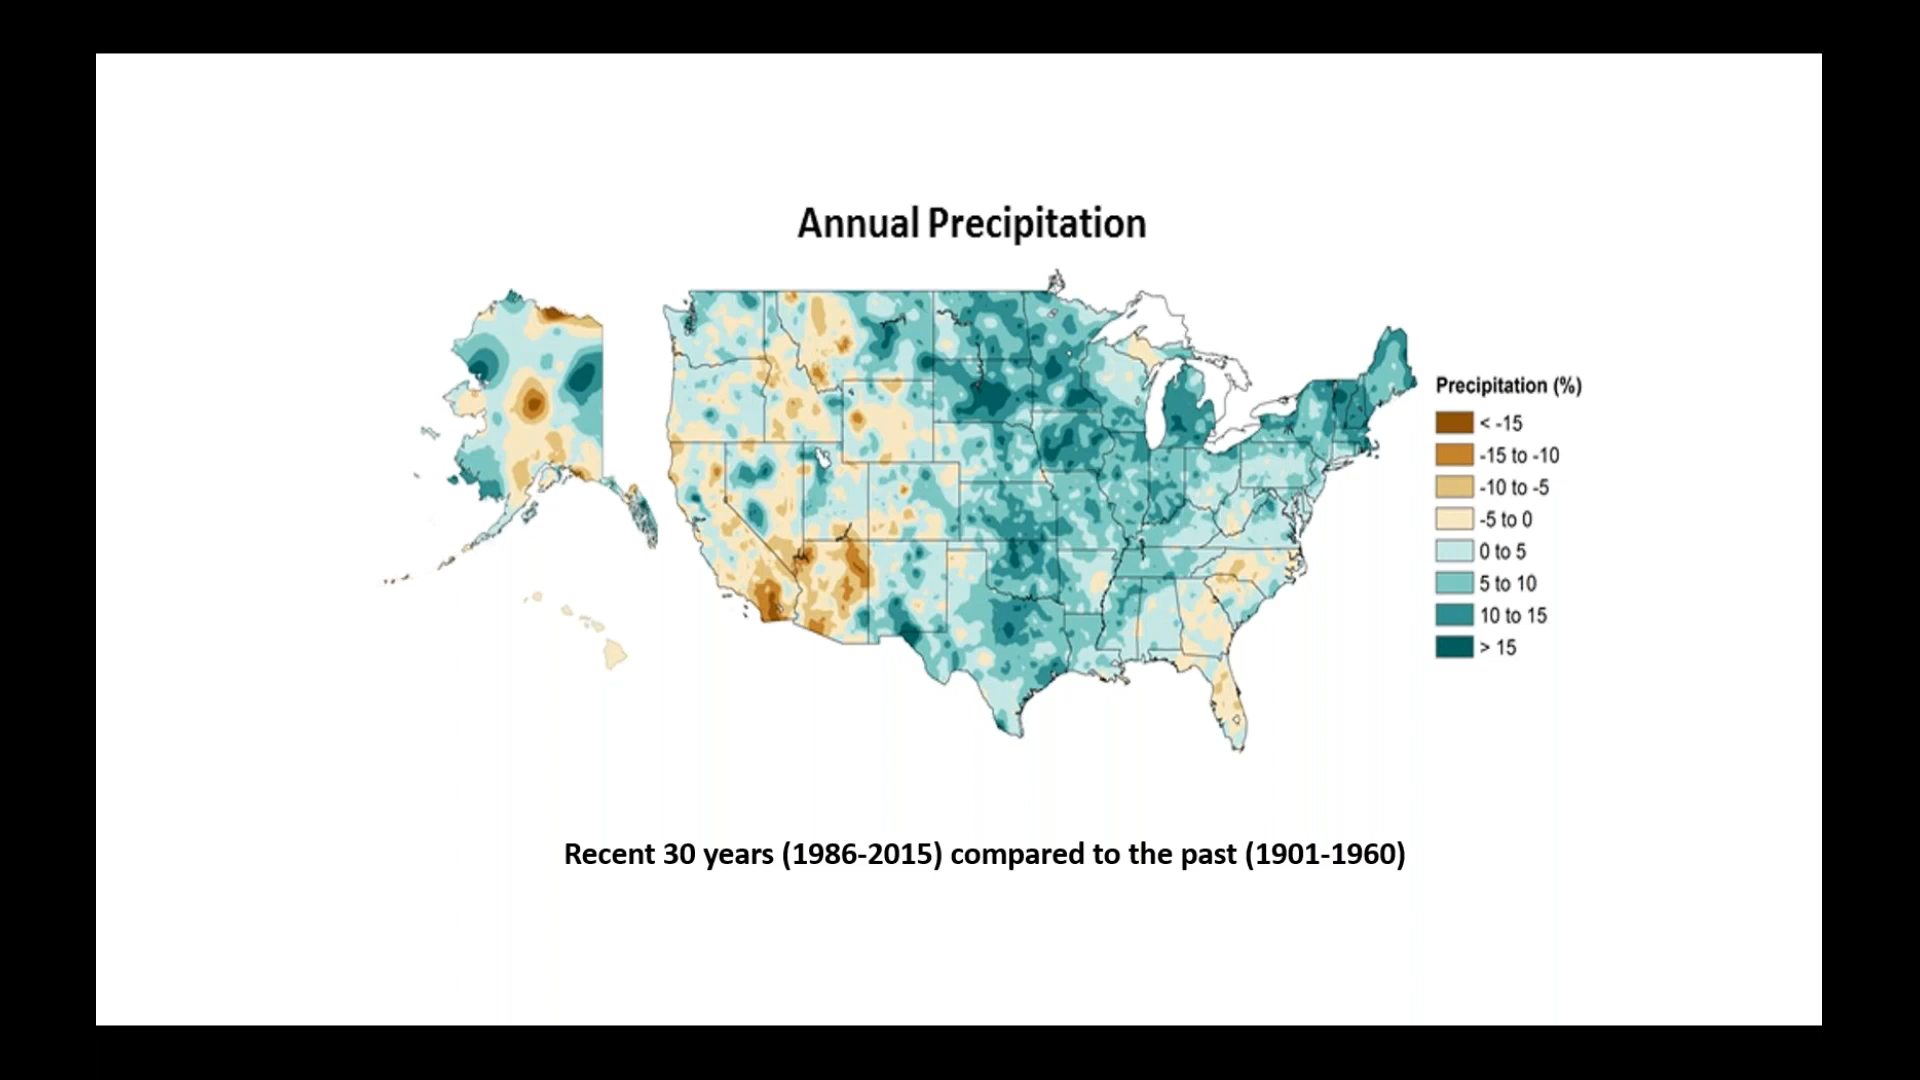 Annual Precipitation
Precipitation (%)
< -15
-15 to -10
-10 to -5
-5 to 0
0 to 5
5 to 10
10 to 15
> 15
Recent 30 years (1986-2015) compared to the past (1901-1960)